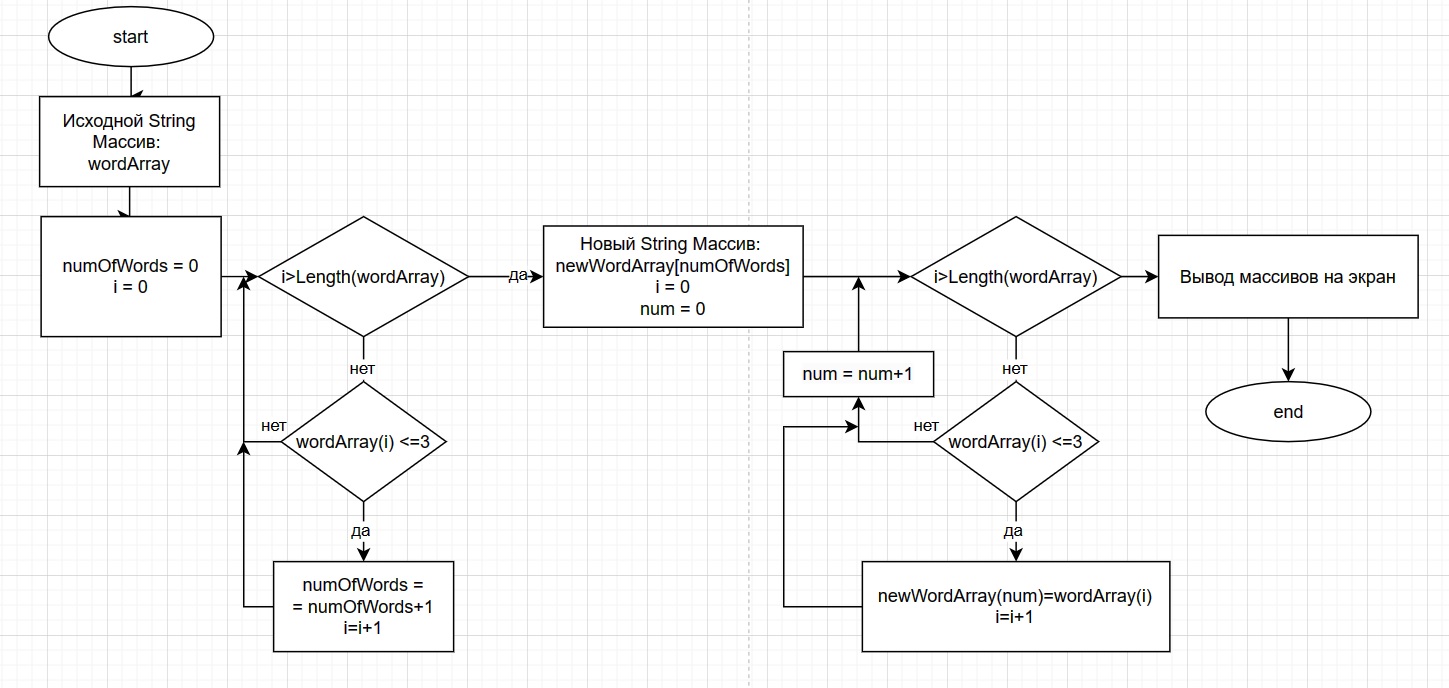 start
Исходной String
Массив:
wordArray
numOfWords = 0
i = 0
i>Length(wordArray)
да
нет
wordArray(i) <=3
нет
да
numOfWords =
= numOfWords+1
i=i+1
Новый String Массив:
newWordArray[numOfWords]
i = 0
num = 0
i>Length(wordArray)
нет
num = num+1
wordArray(i) <=3
нет
да
newWordArray(num)=wordArray(i)
i=i+1
Вывод массивов на экран
end